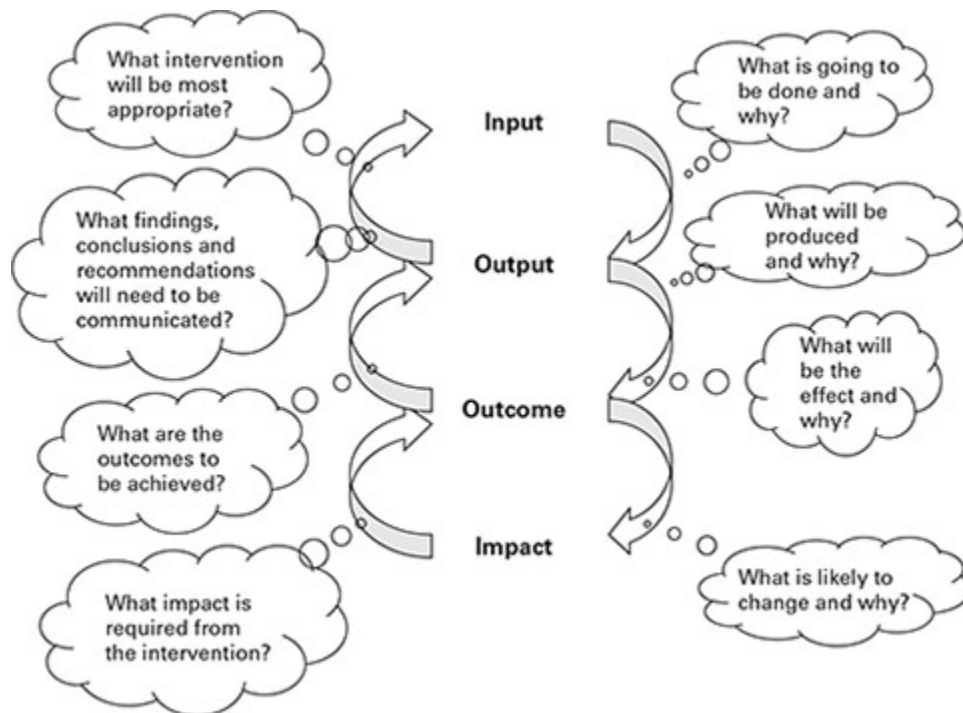 What intervention
will be most
appropriate?
What is going to
be done and
why?
Input
What findings,
conclusions and
recommendations
will need to be
communicated?
What will be
produced
and why?
Output
What will
be the
effect and
why?
Outcome
What are the
outcomes to
be achieved?
Impact
What is likely to
change and why?
What impact is
required from
the intervention?